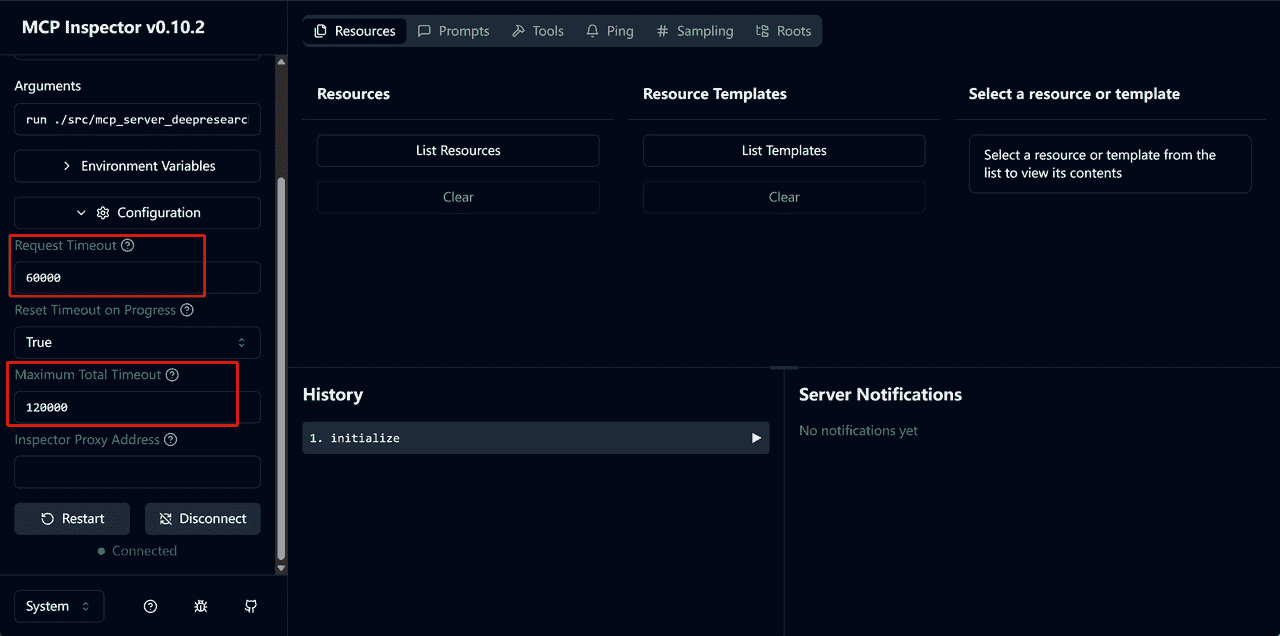 MCP Inspector v0.10.2
Arguments
run ./src/mcp_server_deepresearc
Environment Variables
Configuration
Request Timeout
60000
Reset Timeout on Progress
True
Maximum Total Timeout
120000
Inspector Proxy Address
Restart
Disconnect
Connected
System
Resources
Prompts
Tools
Ping
Sampling
Roots
Resources
List Resources
Clear
Resource Templates
List Templates
Clear
Select a resource or template
Select a resource or template from the
list to view its contents
History
1. initialize
Server Notifications
No notifications yet